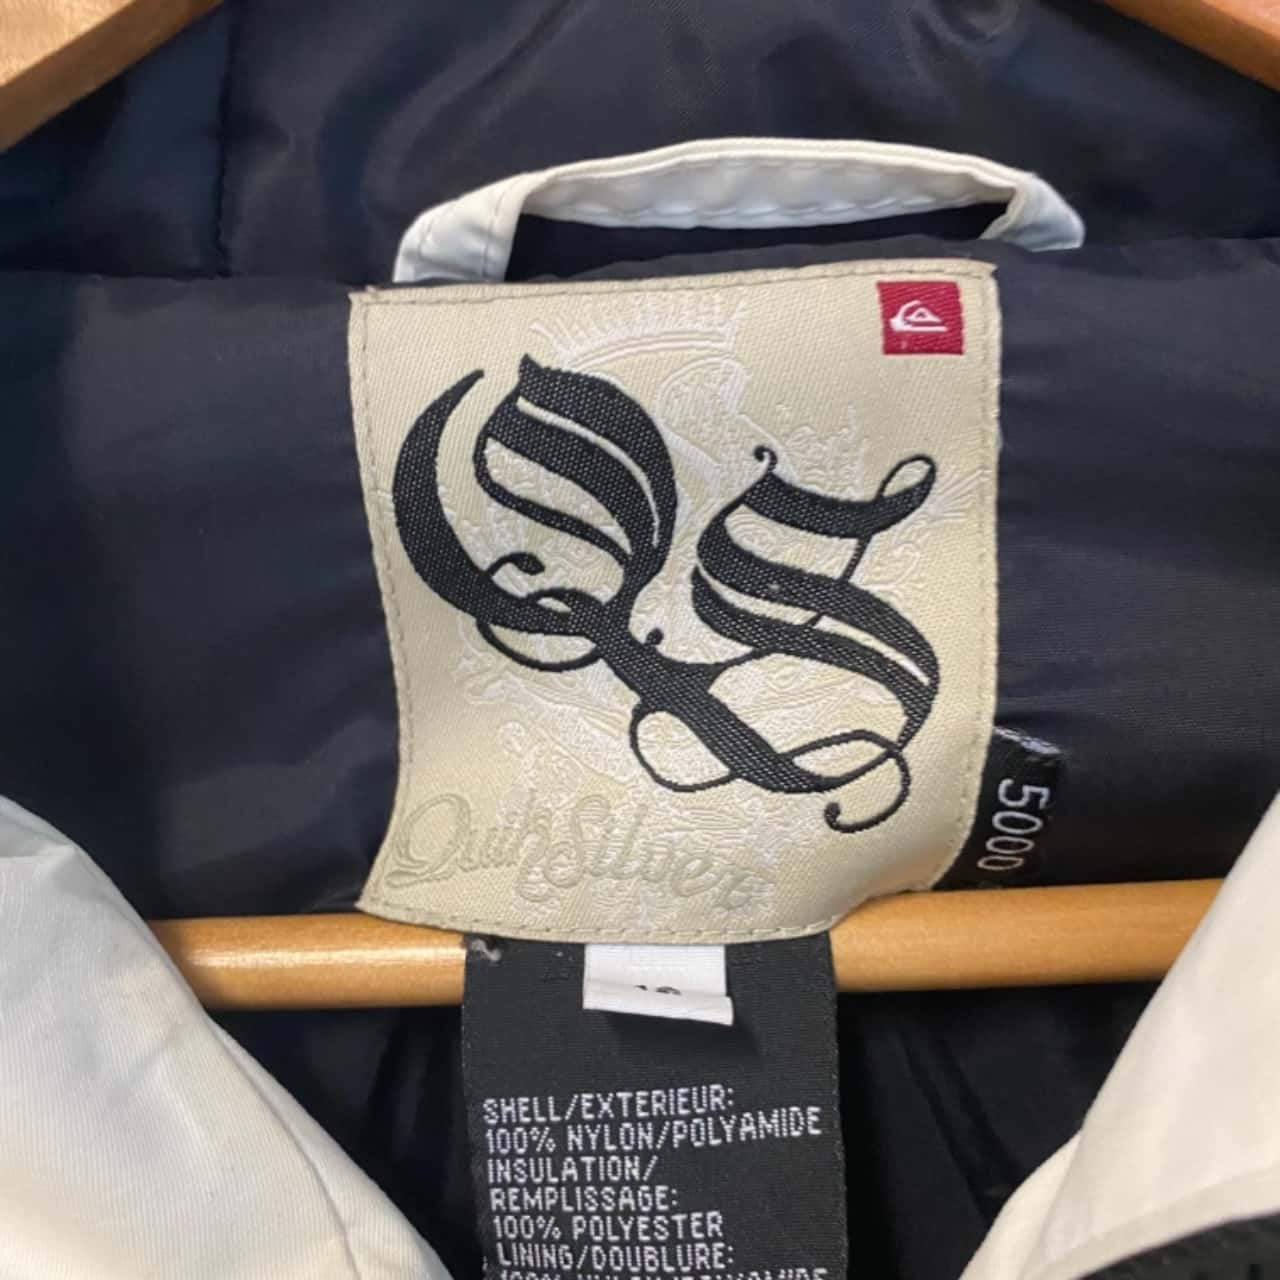 QS
QuikSilver
5000
SHELL/EXTERIEUR:
100% NYLON/POLYAMIDE
INSULATION/
REMPLISSAGE:
100% POLYESTER
LINING/DOUBLURE: